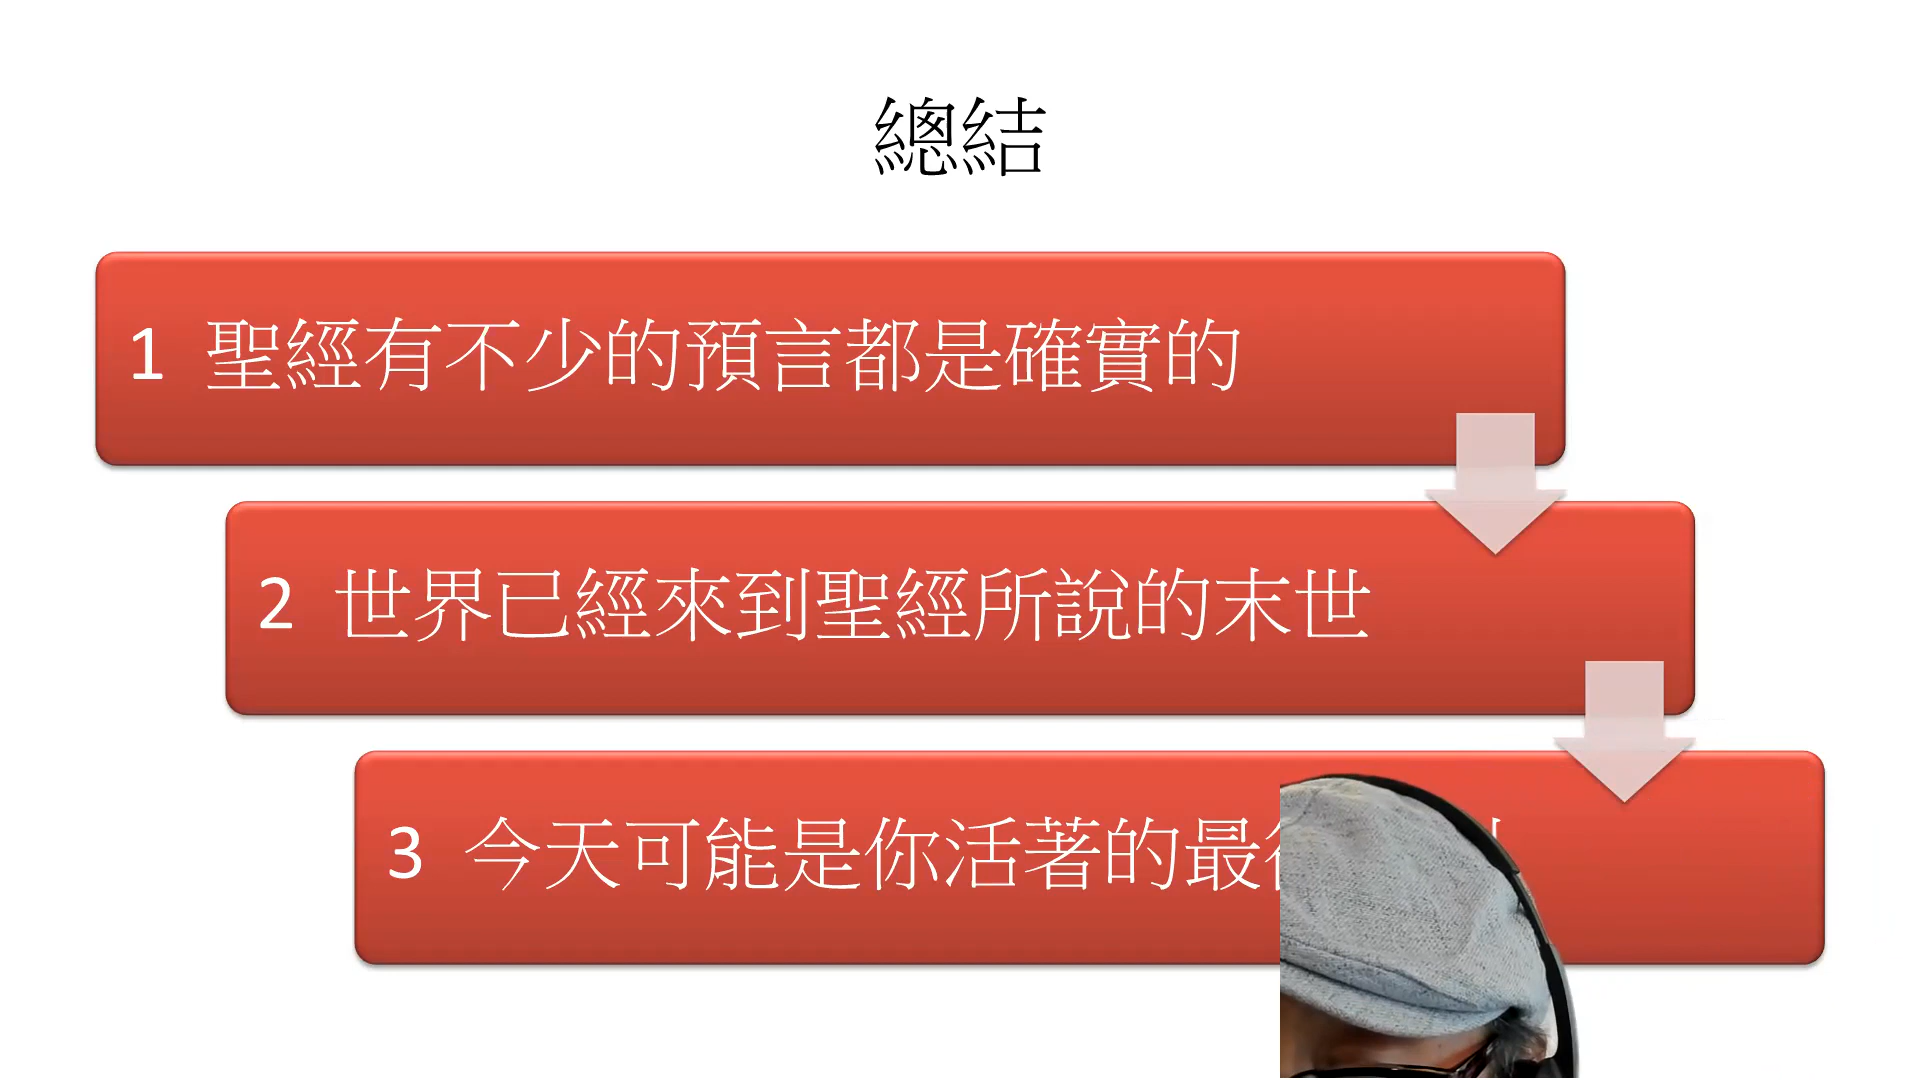 總結
1 聖經有不少的預言都是確實的
2 世界已經來到聖經所說的末世
3 今天可能是你活著的最